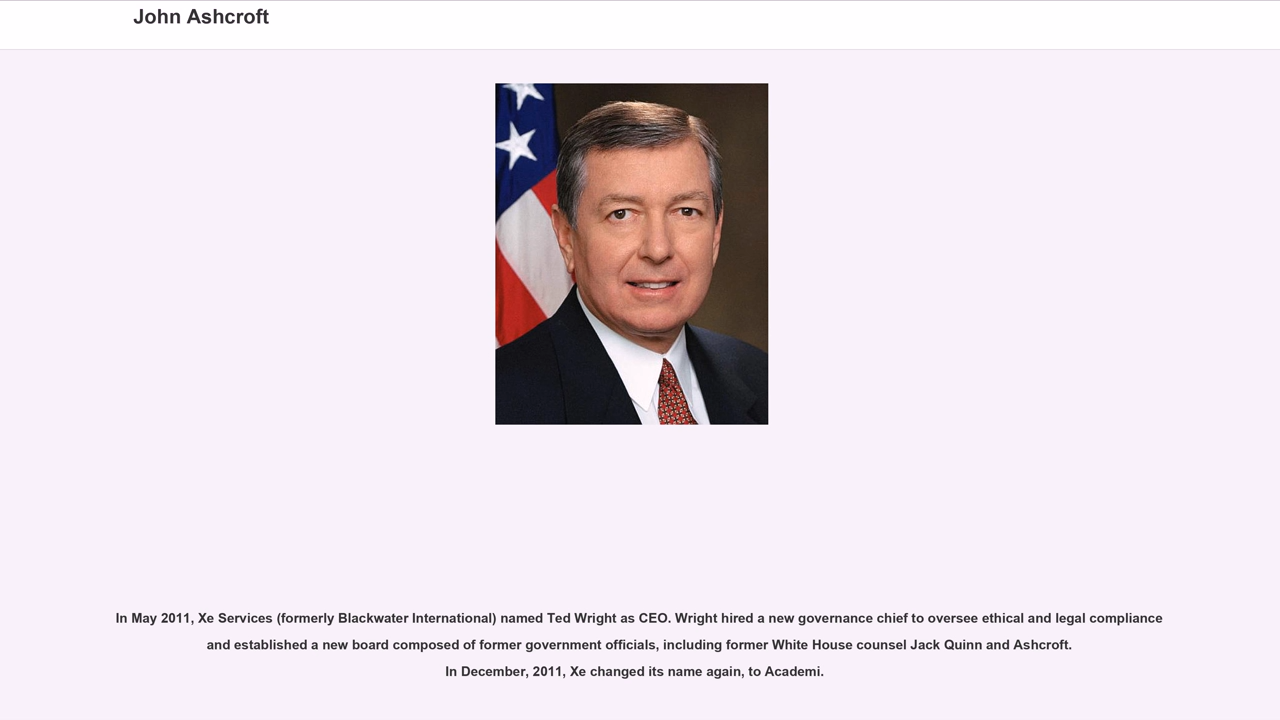 John Ashcroft
In May 2011, Xe Services (formerly Blackwater International) named Ted Wright as CEO. Wright hired a new governance chief to oversee ethical and legal compliance
and established a new board composed of former government officials, including former White House counsel Jack Quinn and Ashcroft.
In December, 2011, Xe changed its name again, to Academi.